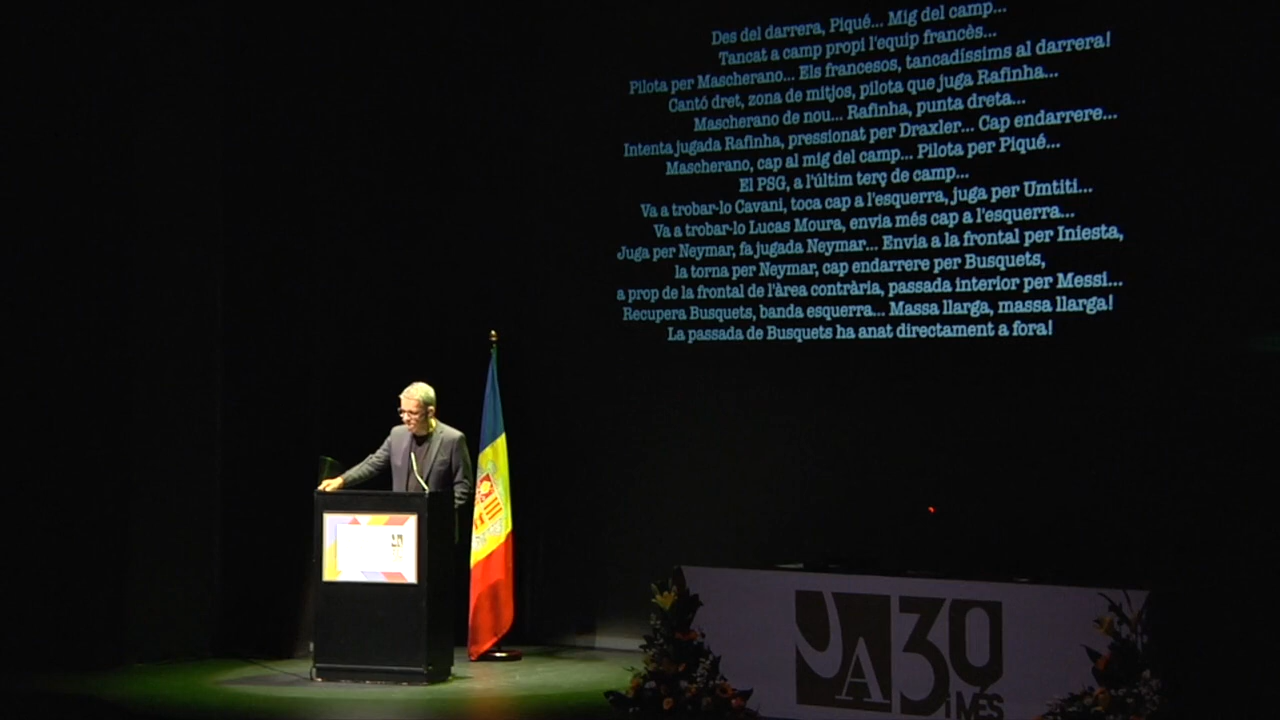 Des del darrera, Piqué... Mig del camp...
Tancat a camp propi l'equip francès...
Pilota per Mascherano... Els francesos, tancadíssims al darrera!
Cantó dret, zona de mitjos, pilota que juga Rafinha...
Mascherano de nou... Rafinha, punta dreta...
Intenta jugada Rafinha, pressionat per Draxler... Cap endarrere...
Mascherano, cap al mig del camp... Pilota per Piqué...
El PSG, a l'últim terç de camp...
Va a trobar-lo Cavani, toca cap a l'esquerra, juga per Umtiti...
Va a trobar-lo Lucas Moura, envia més cap a l'esquerra...
Juga per Neymar, fa jugada Neymar... Envia a la frontal per Iniesta,
la torna per Neymar, cap endarrere per Busquets,
a prop de la frontal de l'àrea contrària, passada interior per Messi...
Recupera Busquets, banda esquerra... Massa llarga, massa llarga!
La passada de Busquets ha anat directament a fora!
UA 30
i MÉS